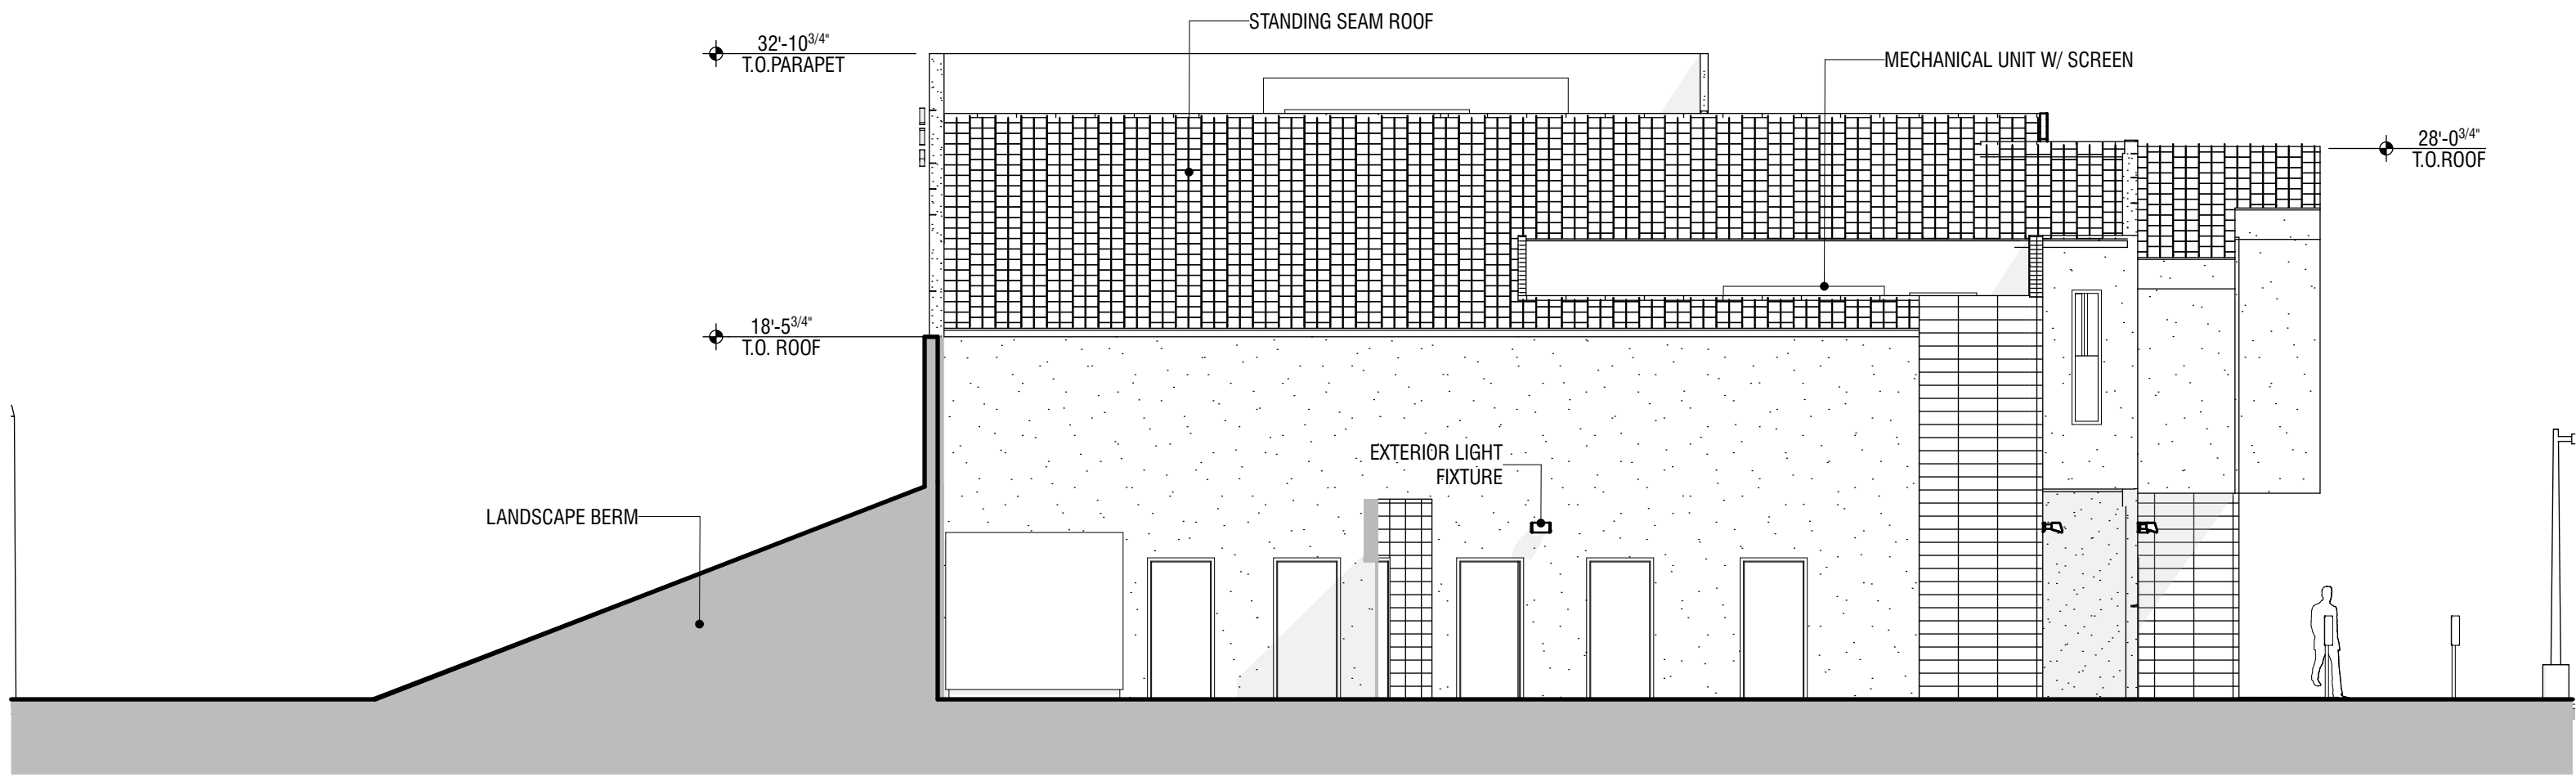 STANDING SEAM ROOF
32'-10 3/4"
T.O.PARAPET
MECHANICAL UNIT W/ SCREEN
28'-0 3/4"
T.O.ROOF
18'-5 3/4"
T.O. ROOF
EXTERIOR LIGHT
FIXTURE
LANDSCAPE BERM